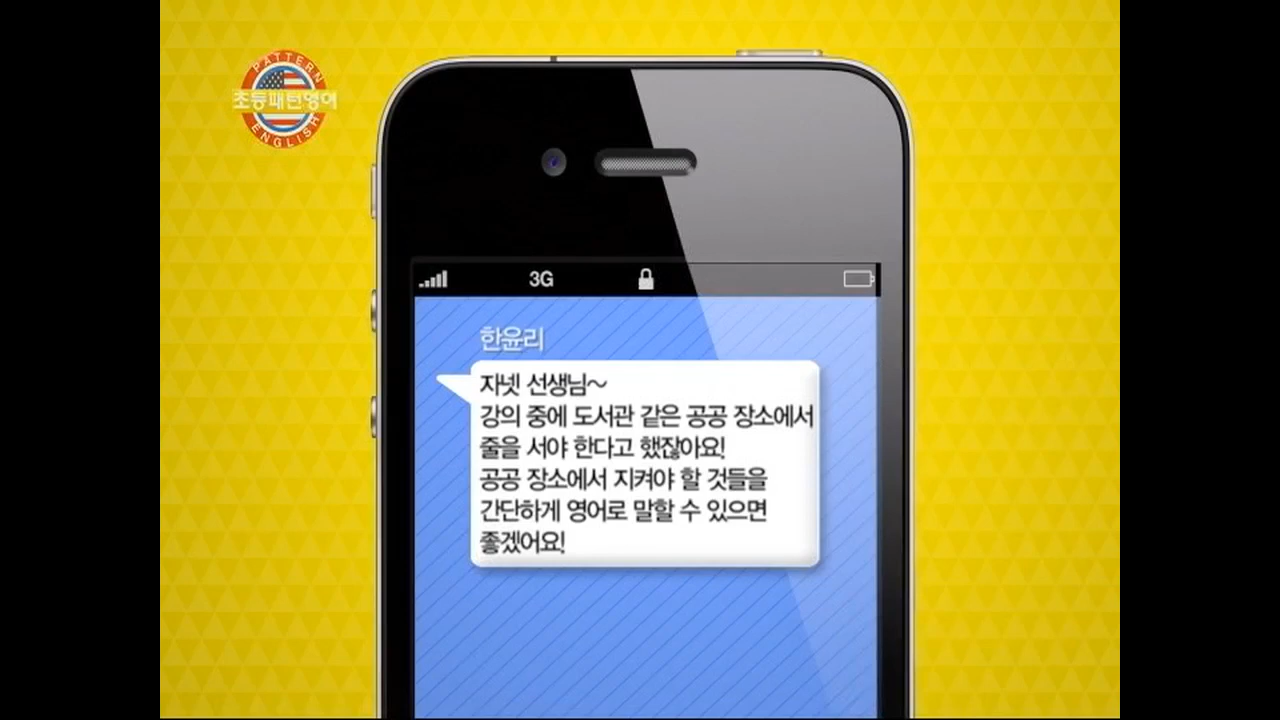 PATTERN
초등패턴영어
ENGLISH
3G
한윤리
자넷 선생님~
강의 중에 도서관 같은 공공 장소에서
줄을 서야 한다고 했잖아요!
공공 장소에서 지켜야 할 것들을
간단하게 영어로 말할 수 있으면
좋겠어요!